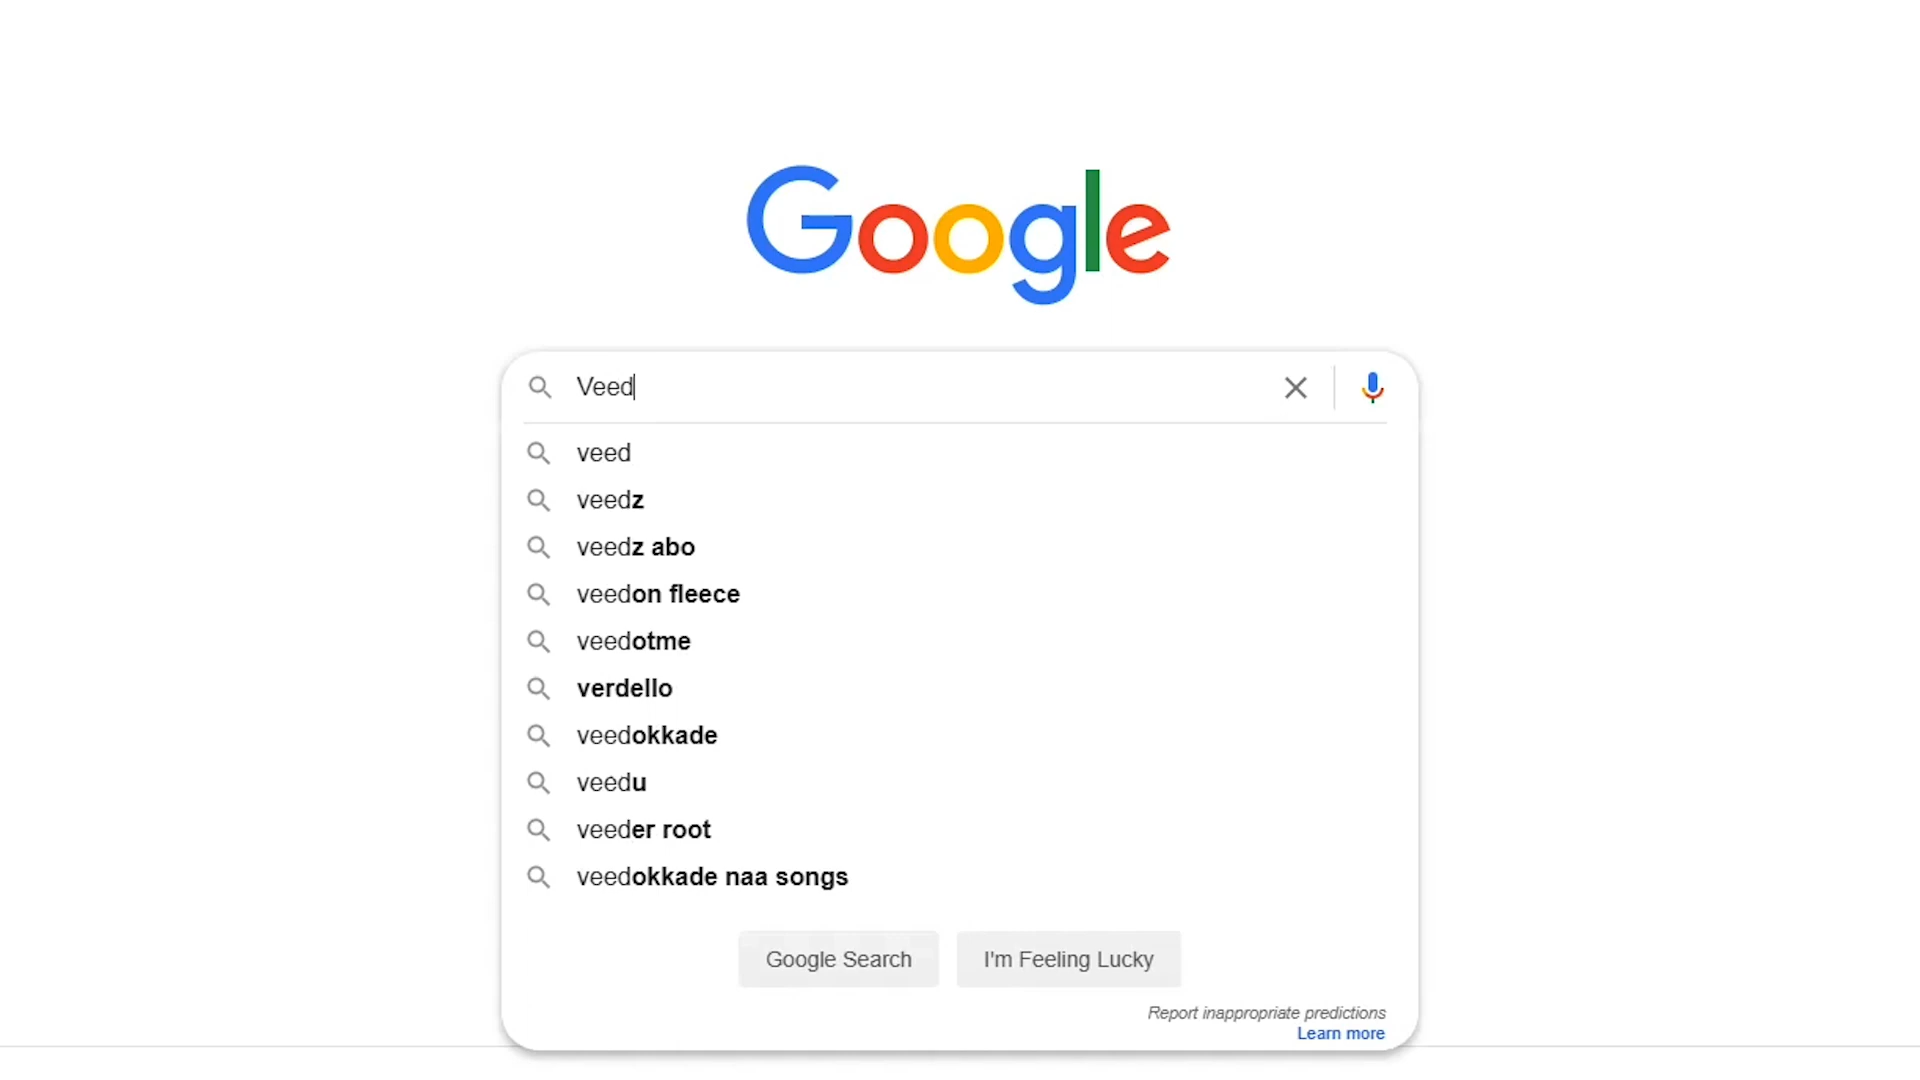 Google
Veed
veed
veedz
veedz abo
veedon fleece
veedotme
verdello
veedokkade
veedu
veeder root
veedokkade naa songs
Google Search I'm Feeling Lucky
Report inappropriate predictions
Learn more